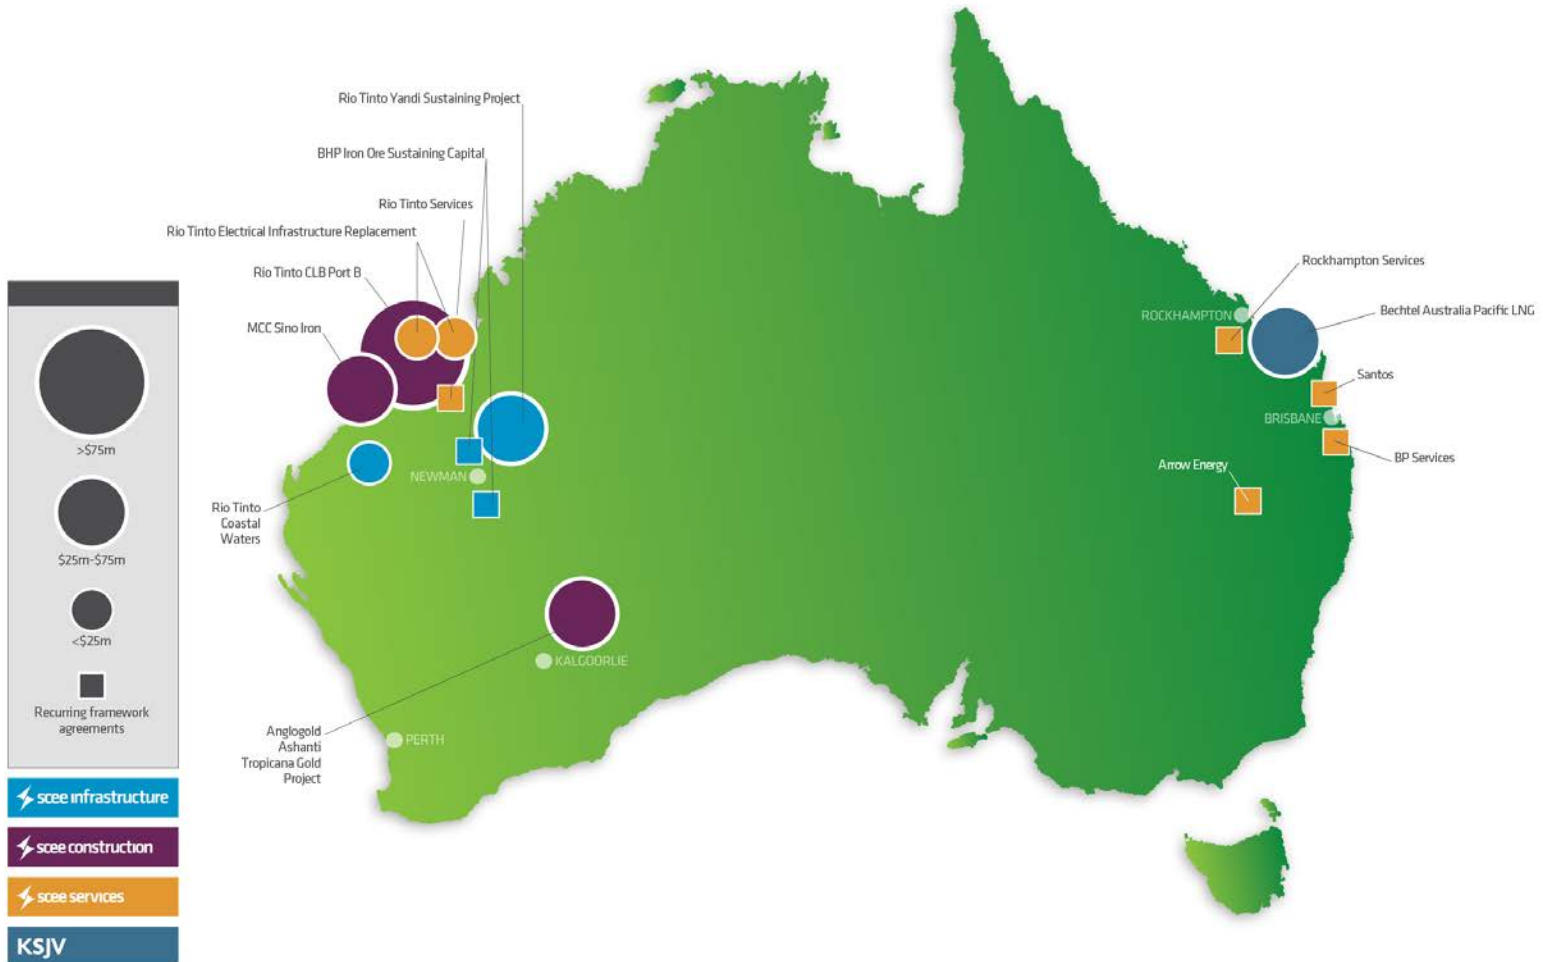 Rio Tinto Yandi Sustaining Project
BHP Iron Ore Sustaining Capital
Rio Tinto Services
Rio Tinto Electrical Infrastructure Replacement
Rio Tinto CLB Port B
MCC Sino Iron
Rio Tinto
Coastal
Waters
NEWMAN
KALGOORLIE
PERTH
Anglogold
Ashanti
Tropicana Gold
Project
Rockhampton Services
ROCKHAMPTON
Bechtel Australia Pacific LNG
Santos
BRISBANE
BP Services
Arrow Energy
>$75m
$25m-$75m
<$25m
Recurring framework
agreements
scee infrastructure
scee construction
scee services
KSJV